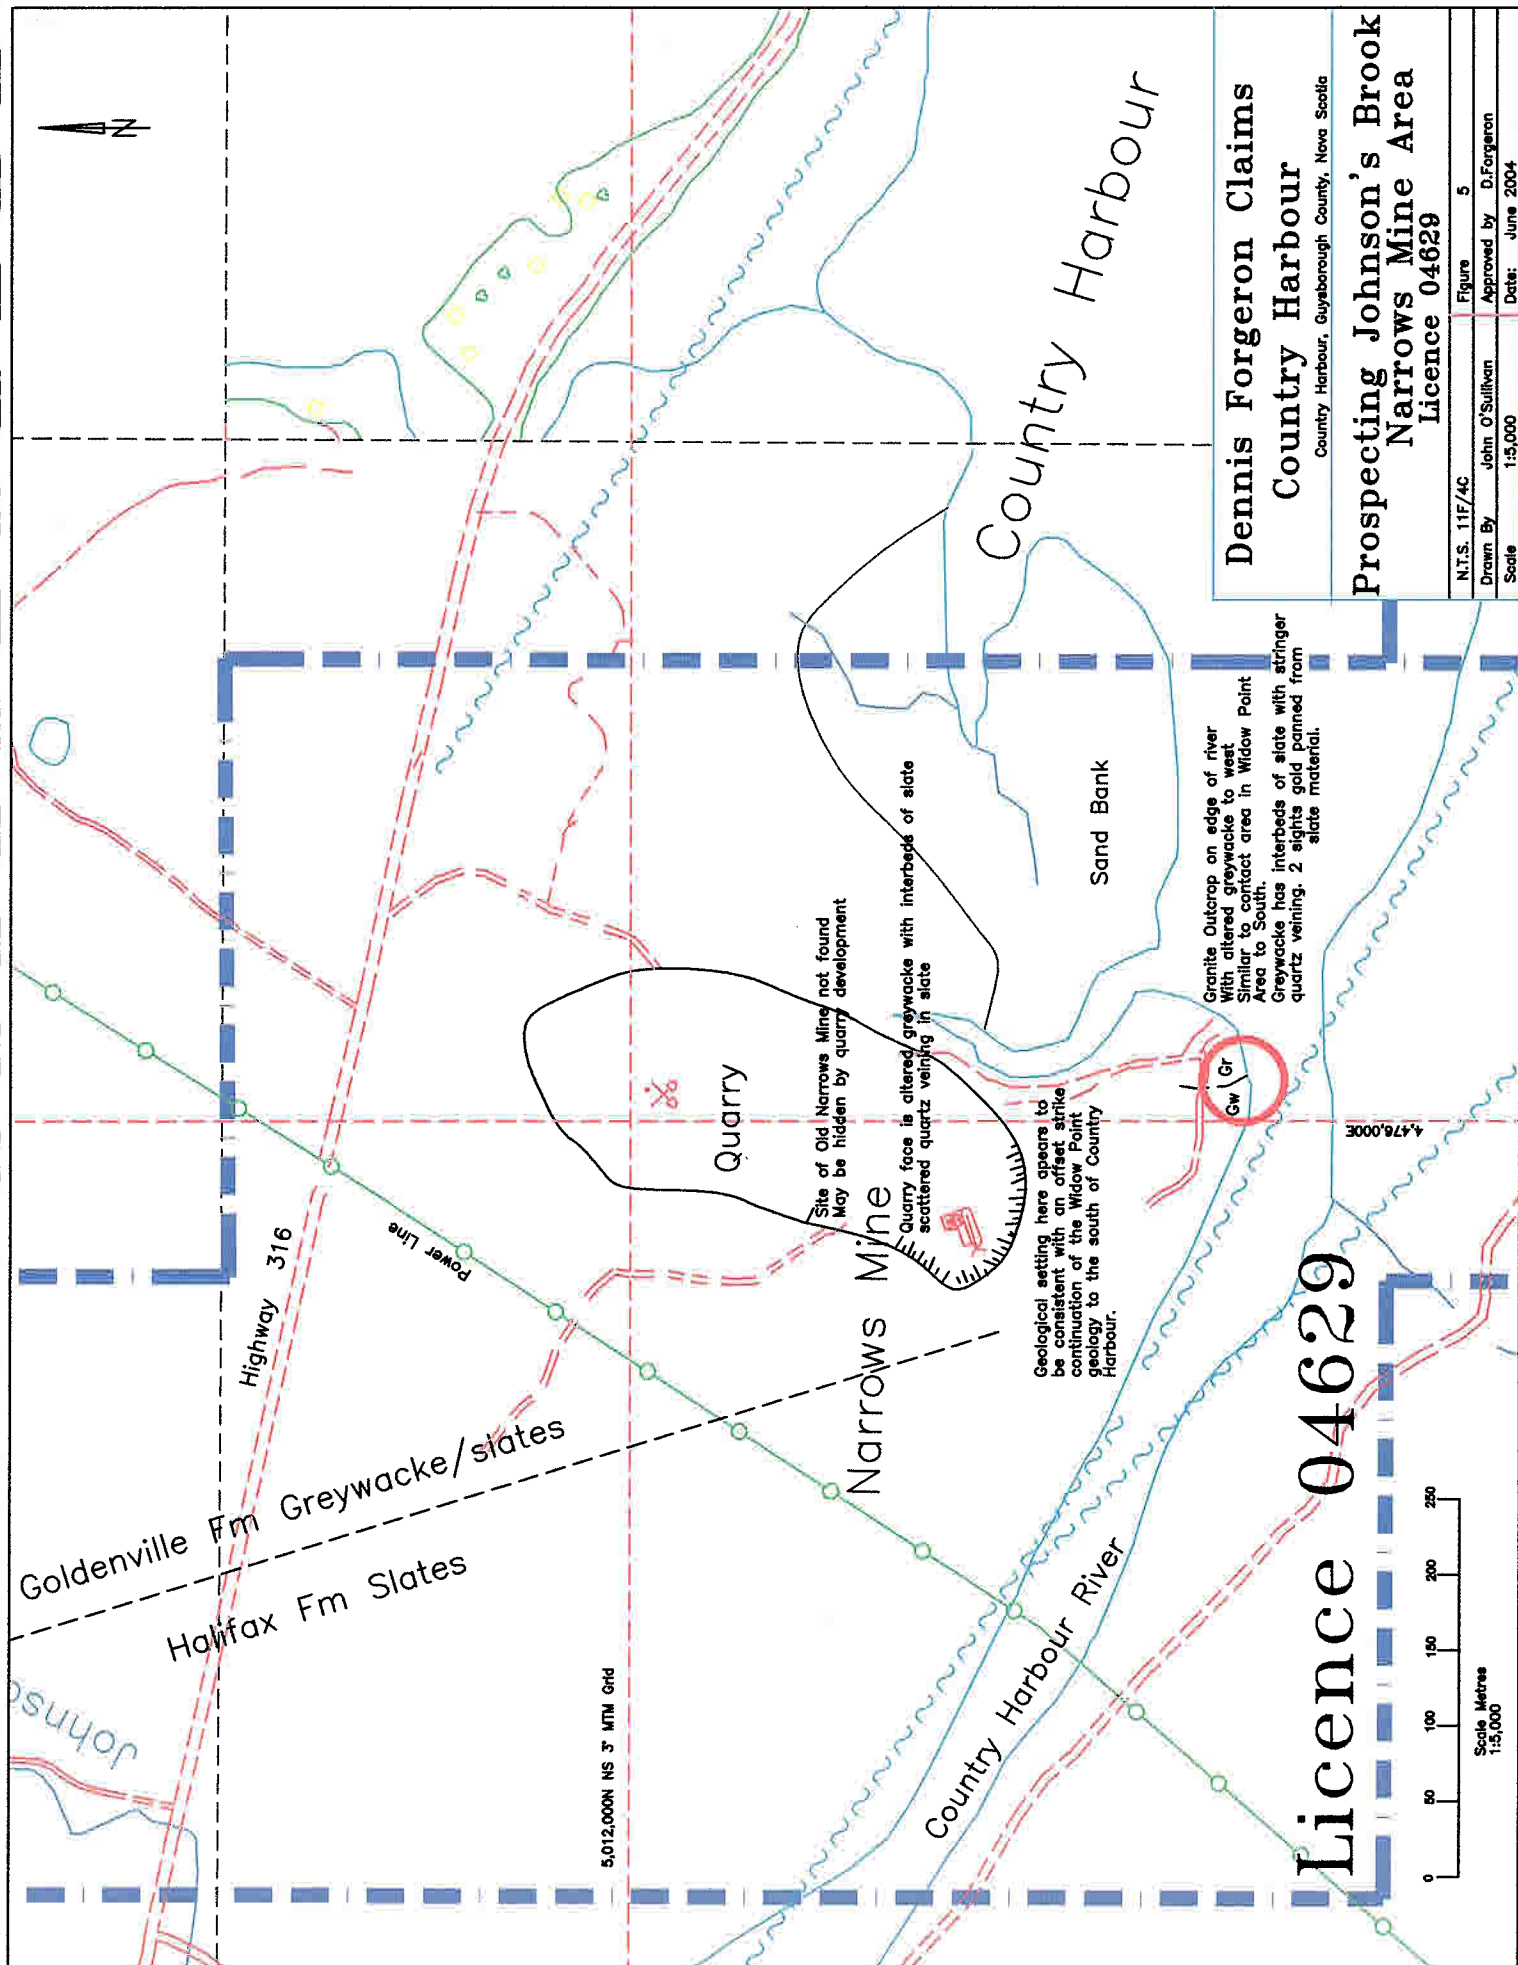 N
Johnso
Goldenville Fm Greywacke/slates
Halifax Fm Slates
Highway 316
Power Line
5,012,000N NS 3° MTM Grid
Quarry
Site of Old Narrows Mine not found
May be hidden by quarry development
Narrows Mine
Quarry face is altered greywacke with interbeds of slate
scattered quartz veining in slate
Geological setting here apears to
be consistent with an offset strike
continuation of the Widow Point
geology to the south of Country
Harbour.
Sand Bank
Country Harbour
Granite Outcrop on edge of river
With altered greywacke to west
Similar to contact area in Widow Point
Area to South.
Greywacke has interbeds of slate with stringer
quartz veining. 2 sights gold panned from
slate material.
Gw
Gr
4,476,000E
Country Harbour River
Licence 04629
0 50 100 150 200 250
Scale Metres
1:5,000
Dennis Forgeron Claims
Country Harbour
Country Harbour, Guysborough County, Nova Scotia
Prospecting Johnson's Brook
Narrows Mine Area
Licence 04629
N.T.S. 11F/4C Figure 5
Drawn By John O'Sullivan Approved by D.Forgeron
Scale 1:5,000 Date: June 2004